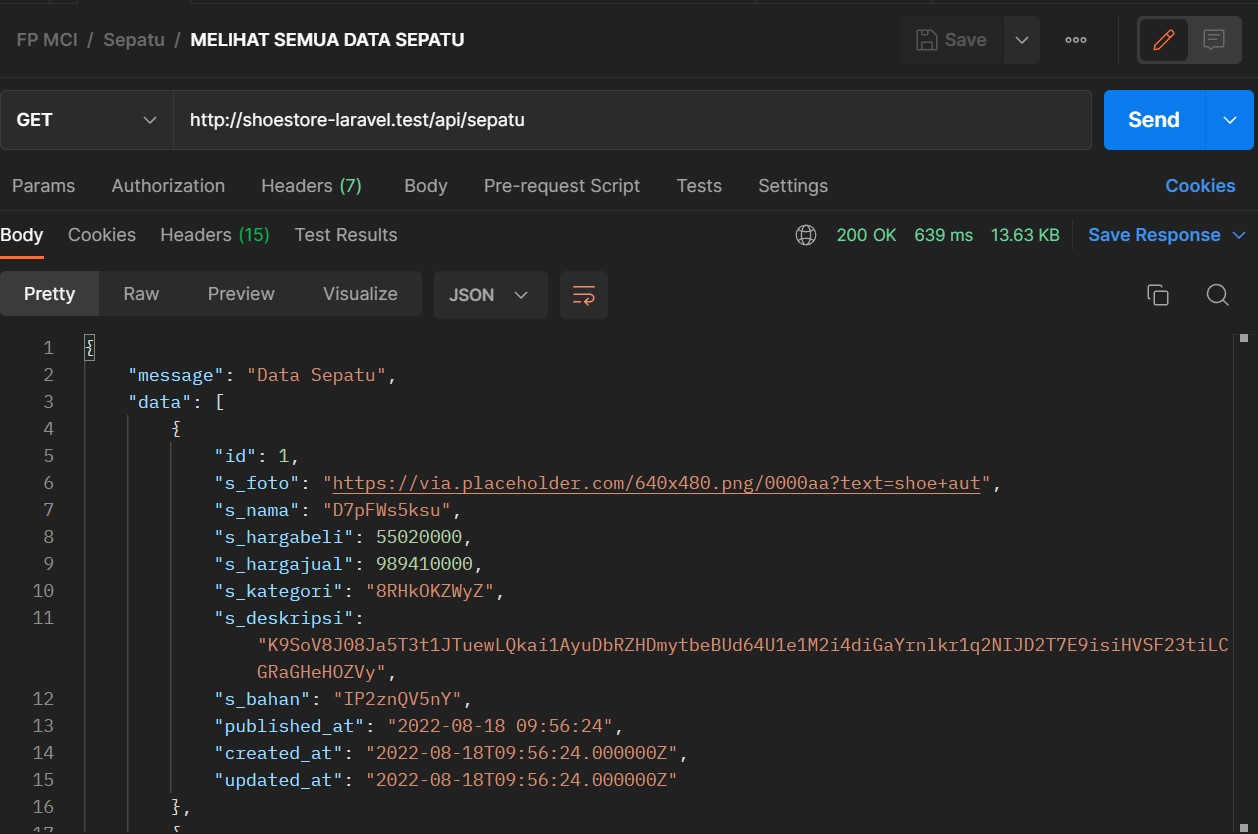 FP MCI / Sepatu / MELIHAT SEMUA DATA SEPATU
Save
GET
http://shoestore-laravel.test/api/sepatu
Send
Params Authorization Headers (7) Body Pre-request Script Tests Settings Cookies
Body Cookies Headers (15) Test Results 200 OK 639 ms 13.63 KB Save Response
Pretty Raw Preview Visualize JSON
1 {
2 "message": "Data Sepatu",
3 "data": [
4 {
5 "id": 1,
6 "s_foto": "https://via.placeholder.com/640x480.png/0000aa?text=shoe+aut",
7 "s_nama": "D7pFWs5ksu",
8 "s_hargabeli": 55020000,
9 "s_hargajual": 989410000,
10 "s_kategori": "8RHkOKZWyZ",
11 "s_deskripsi":
"K9SoV8J08Ja5T3t1JTuewLQkai1AyuDbRZHDmytbeBUd64U1e1M2i4diGaYrnlkr1q2NIJD2T7E9isiHVSF23tiLC
GRaGHeHOZVy",
12 "s_bahan": "IP2znQV5nY",
13 "published_at": "2022-08-18 09:56:24",
14 "created_at": "2022-08-18T09:56:24.000000Z",
15 "updated_at": "2022-08-18T09:56:24.000000Z"
16 },
17 {